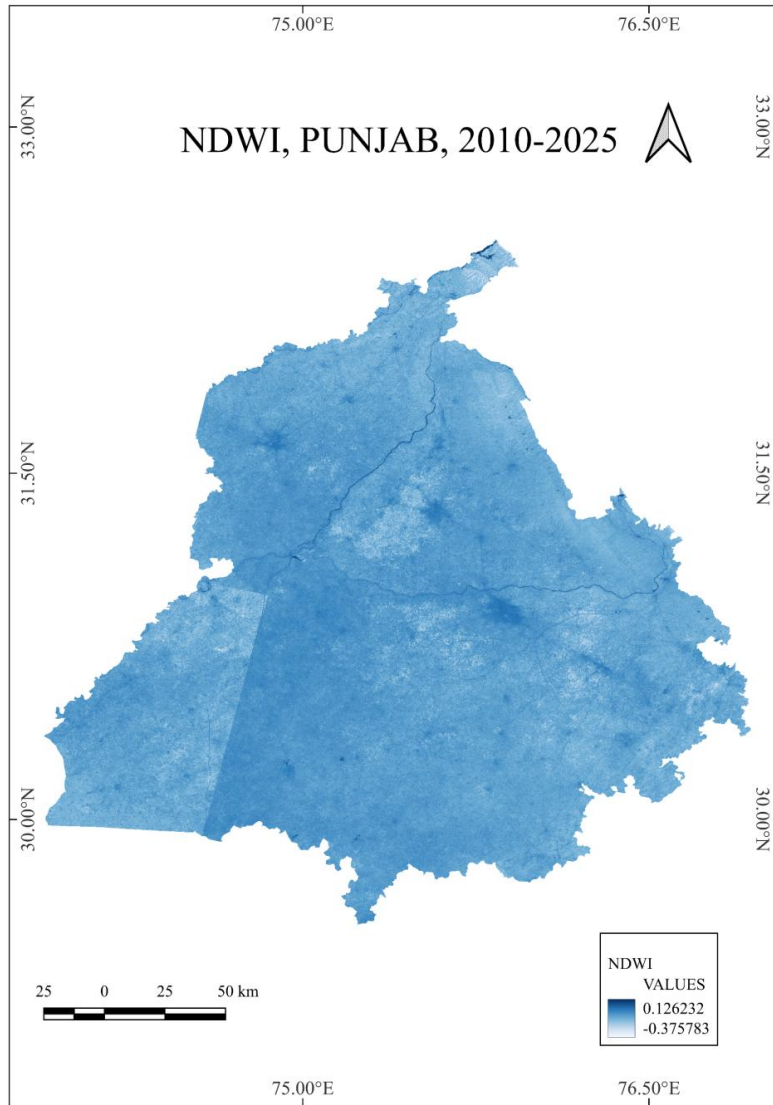 75.00°E 76.50°E
33.00°N 33.00°N
NDWI, PUNJAB, 2010-2025
31.50°N 31.50°N
30.00°N 30.00°N
NDWI
VALUES
0.126232
-0.375783
25 0 25 50 km
75.00°E 76.50°E